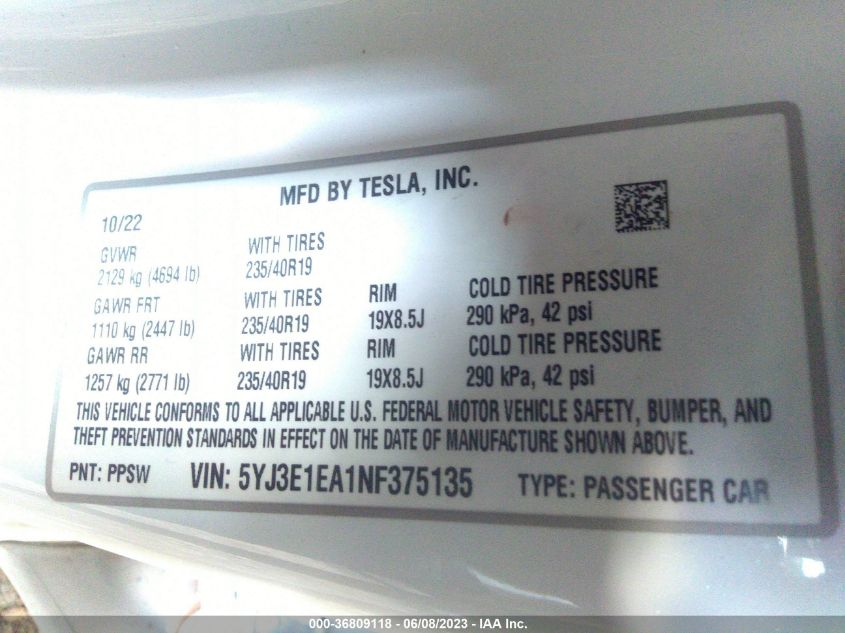 MFD BY TESLA, INC.
10/22
GVWR WITH TIRES
2129 kg (4694 lb) 235/40R19
GAWR FRT WITH TIRES RIM COLD TIRE PRESSURE
1110 kg (2447 lb) 235/40R19 19X8.5J 290 kPa, 42 psi
GAWR RR WITH TIRES RIM COLD TIRE PRESSURE
1257 kg (2771 lb) 235/40R19 19X8.5J 290 kPa, 42 psi
THIS VEHICLE CONFORMS TO ALL APPLICABLE U.S. FEDERAL MOTOR VEHICLE SAFETY, BUMPER, AND
THEFT PREVENTION STANDARDS IN EFFECT ON THE DATE OF MANUFACTURE SHOWN ABOVE.
PNT: PPSW VIN: 5YJ3E1EA1NF375135 TYPE: PASSENGER CAR
000-36809118 - 06/08/2023 - IAA Inc.